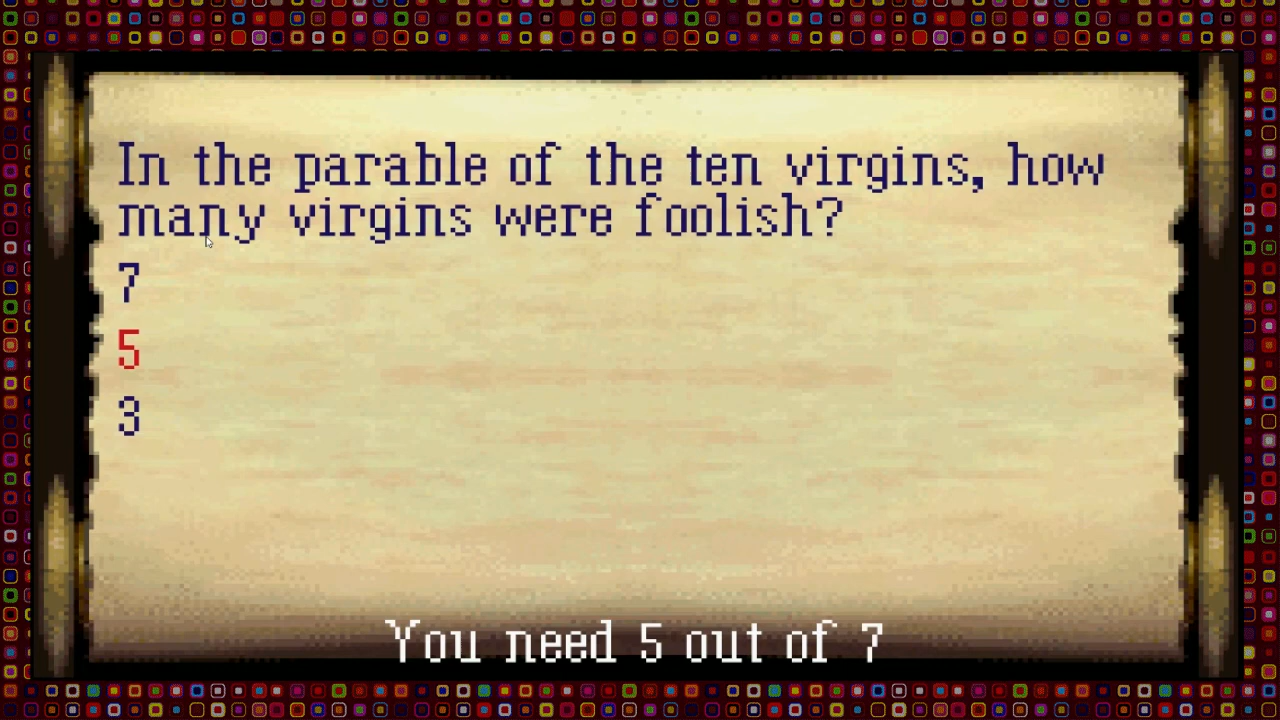 In the parable of the ten virgins, how
many virgins were foolish?
7
5
3
You need 5 out of 7